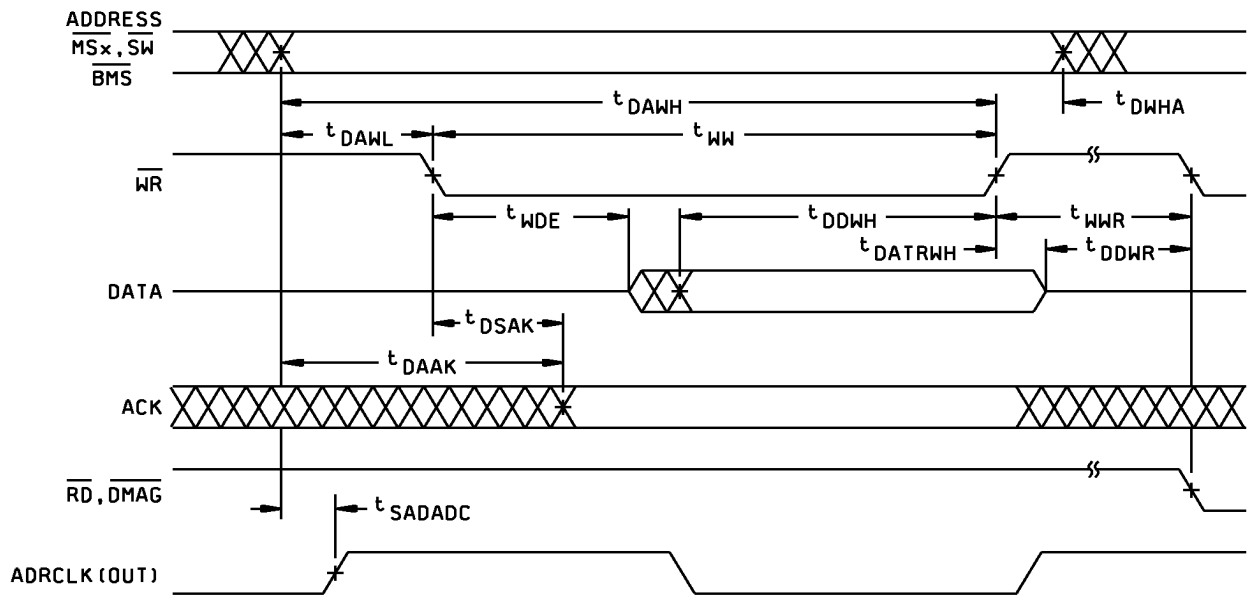 ADDRESS
MSx, SW
BMS
tDAWH
tDWHA
tDAWL
tWW
WR
tWDE
tDDWH
tWWR
tDATRWH
tDDWR
DATA
tDSAK
tDAAK
ACK
RD, DMAG
tSADADC
ADRCLK(OUT)